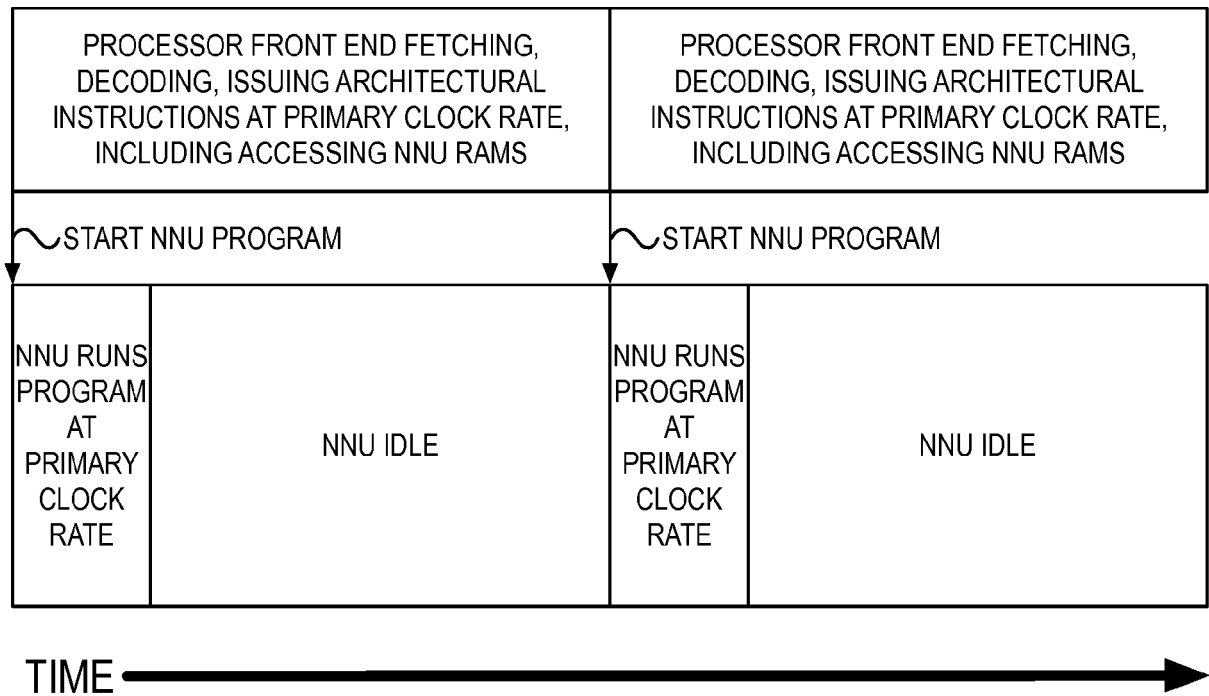 PROCESSOR FRONT END FETCHING,
DECODING, ISSUING ARCHITECTURAL
INSTRUCTIONS AT PRIMARY CLOCK RATE,
INCLUDING ACCESSING NNU RAMS
PROCESSOR FRONT END FETCHING,
DECODING, ISSUING ARCHITECTURAL
INSTRUCTIONS AT PRIMARY CLOCK RATE,
INCLUDING ACCESSING NNU RAMS
START NNU PROGRAM
START NNU PROGRAM
NNU RUNS
PROGRAM
AT
PRIMARY
CLOCK
RATE
NNU IDLE
NNU RUNS
PROGRAM
AT
PRIMARY
CLOCK
RATE
NNU IDLE
TIME